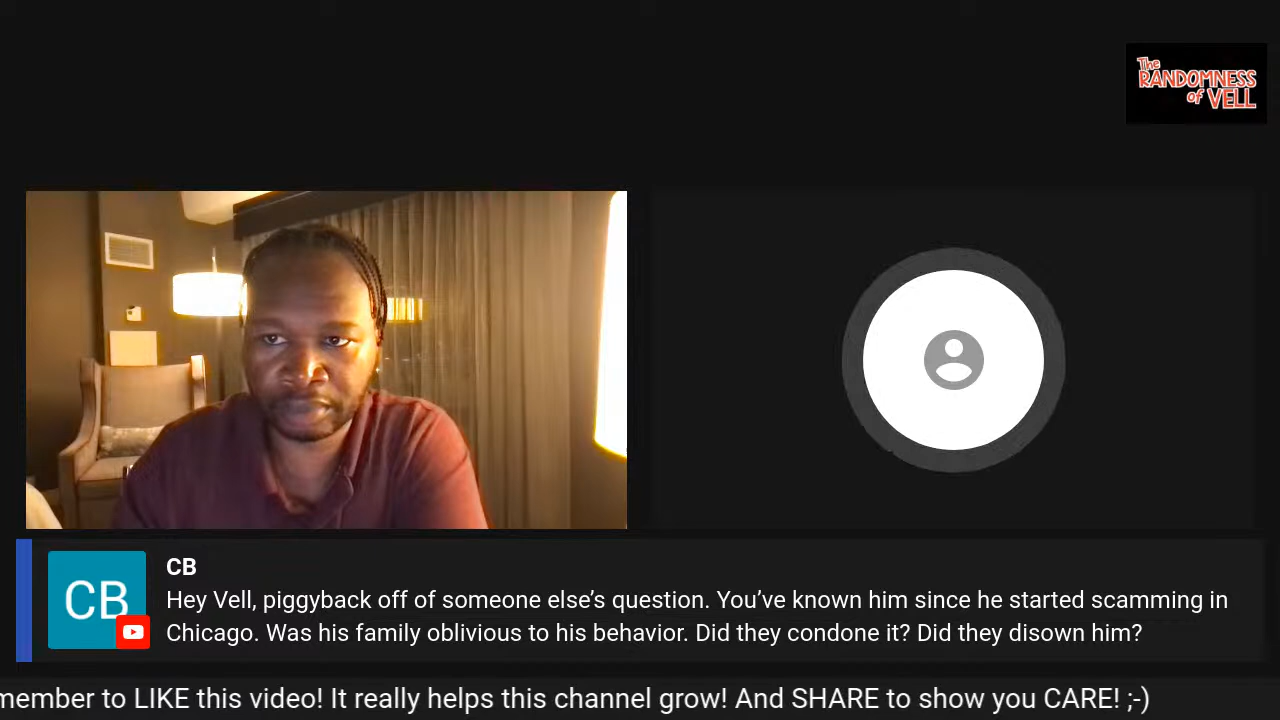 The
RANDOMNESS
of VELL
CB
CB
Hey Vell, piggyback off of someone else’s question. You’ve known him since he started scamming in
Chicago. Was his family oblivious to his behavior. Did they condone it? Did they disown him?
member to LIKE this video! It really helps this channel grow! And SHARE to show you CARE! ;-)